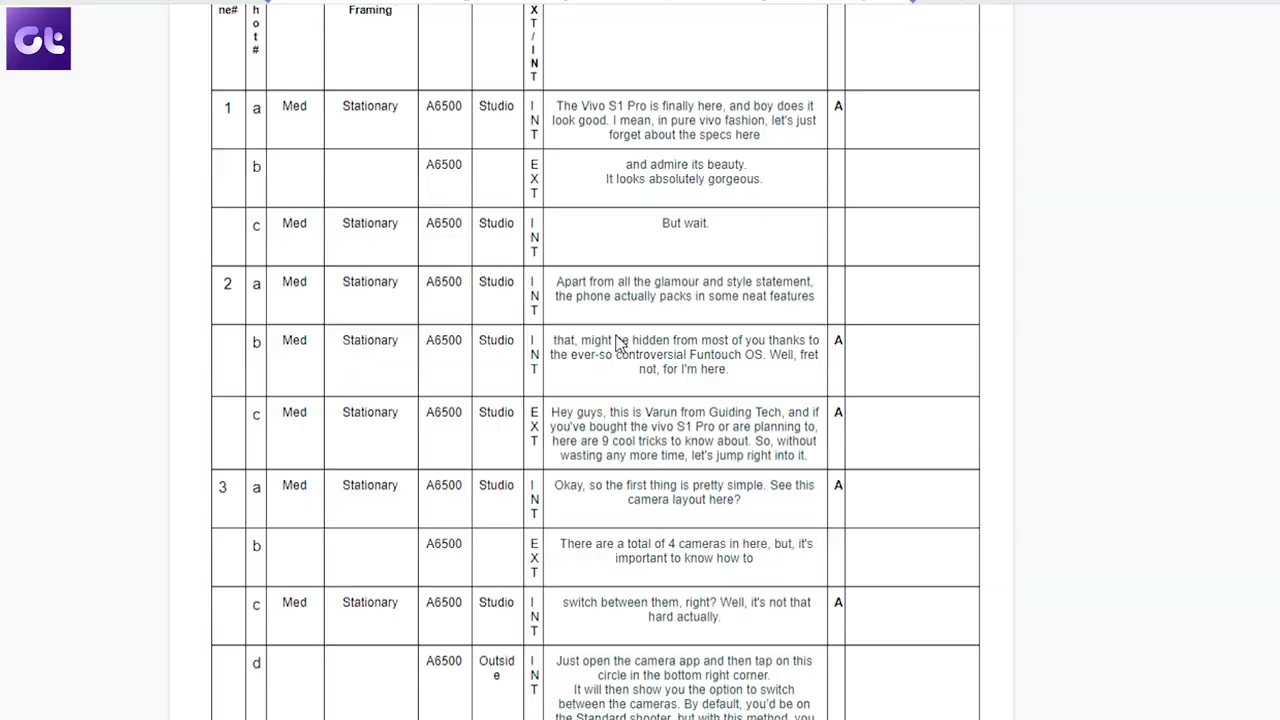 ne# h Framing X
o T
t /
# I
N
T
1 a Med Stationary A6500 Studio I The Vivo S1 Pro is finally here, and boy does it A
N look good. I mean, in pure vivo fashion, let's just
T forget about the specs here
b A6500 E and admire its beauty.
X It looks absolutely gorgeous.
T
c Med Stationary A6500 Studio I But wait.
N
T
2 a Med Stationary A6500 Studio I Apart from all the glamour and style statement,
N the phone actually packs in some neat features
T
b Med Stationary A6500 Studio I that, might be hidden from most of you thanks to A
N the ever-so controversial Funtouch OS. Well, fret
T not, for I'm here.
c Med Stationary A6500 Studio E Hey guys, this is Varun from Guiding Tech, and if A
X you've bought the vivo S1 Pro or are planning to,
T here are 9 cool tricks to know about. So, without
wasting any more time, let's jump right into it.
3 a Med Stationary A6500 Studio I Okay, so the first thing is pretty simple. See this A
N camera layout here?
T
b A6500 E There are a total of 4 cameras in here, but, it's
X important to know how to
T
c Med Stationary A6500 Studio I switch between them, right? Well, it's not that A
N hard actually.
T
d A6500 Outsid I Just open the camera app and then tap on this
e N circle in the bottom right corner.
T It will then show you the option to switch
between the cameras. By default, you'd be on
the Standard shooter, but with this method, you